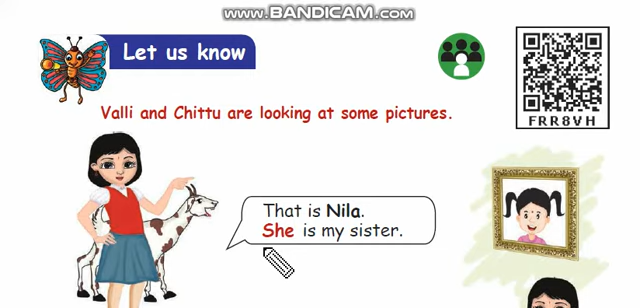 www.BANDICAM.com
Let us know
FRR8VH
Valli and Chittu are looking at some pictures.
That is Nila.
She is my sister.